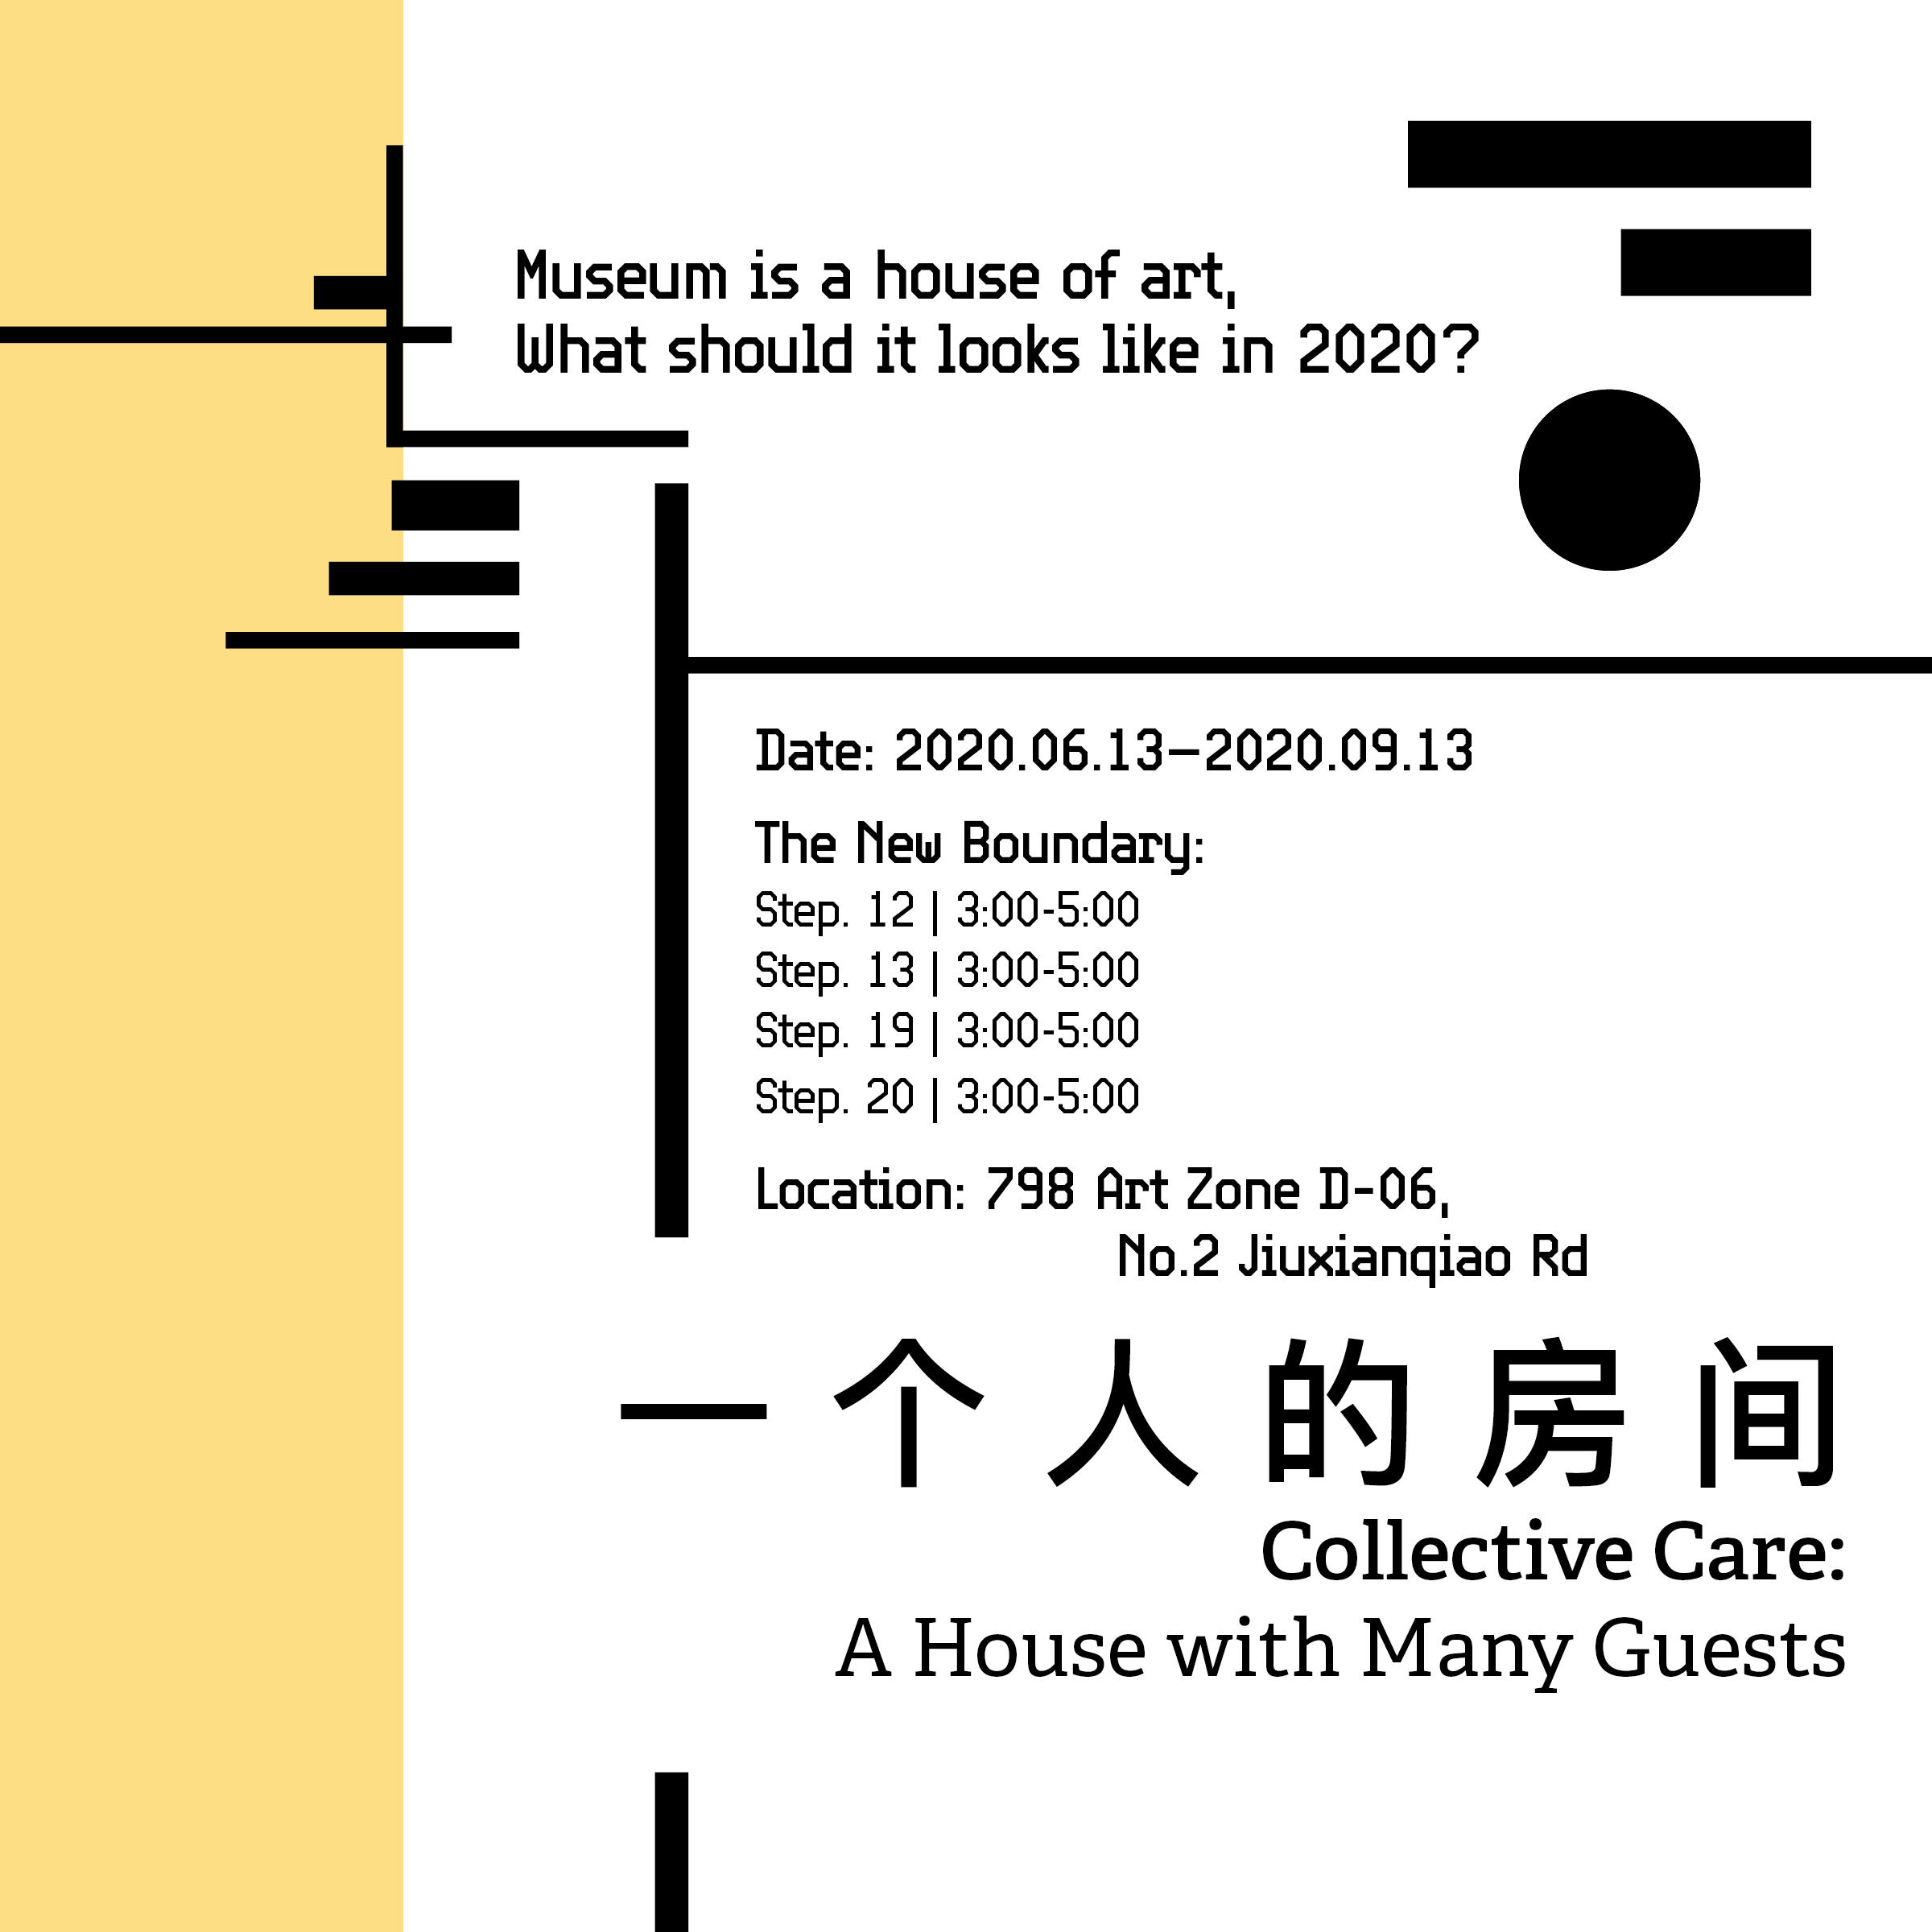 Museum is a house of art,
What should it looks like in 2020?
Date: 2020.06.13—2020.09.13
The New Boundary:
Step. 12 | 3:00-5:00
Step. 13 | 3:00-5:00
Step. 19 | 3:00-5:00
Step. 20 | 3:00-5:00
Location: 798 Art Zone D-06,
No.2 Jiuxianqiao Rd
一个人的房间
Collective Care:
A House with Many Guests